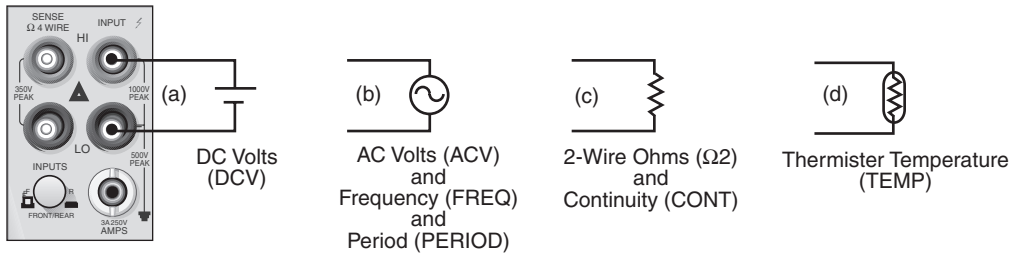 SENSE
Ω 4 WIRE
INPUT
HI
350V
PEAK
1000V
PEAK
LO
500V
PEAK
INPUTS
F
R
FRONT/REAR
3A250V
AMPS
(a)
DC Volts
(DCV)
(b)
AC Volts (ACV)
and
Frequency (FREQ)
and
Period (PERIOD)
(c)
2-Wire Ohms (Ω2)
and
Continuity (CONT)
(d)
Thermister Temperature
(TEMP)